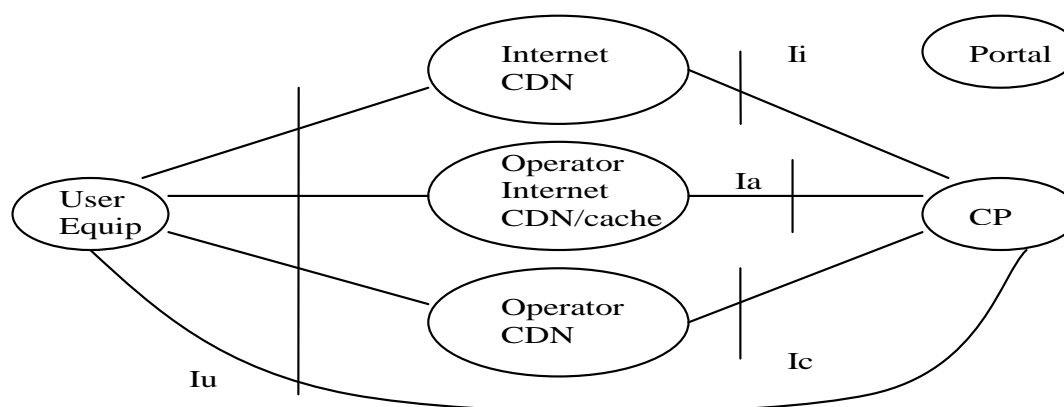 Internet
CDN
Ii
Portal
Operator
Internet
CDN/cache
Ia
User
Equip
CP
Operator
CDN
Iu
Ic